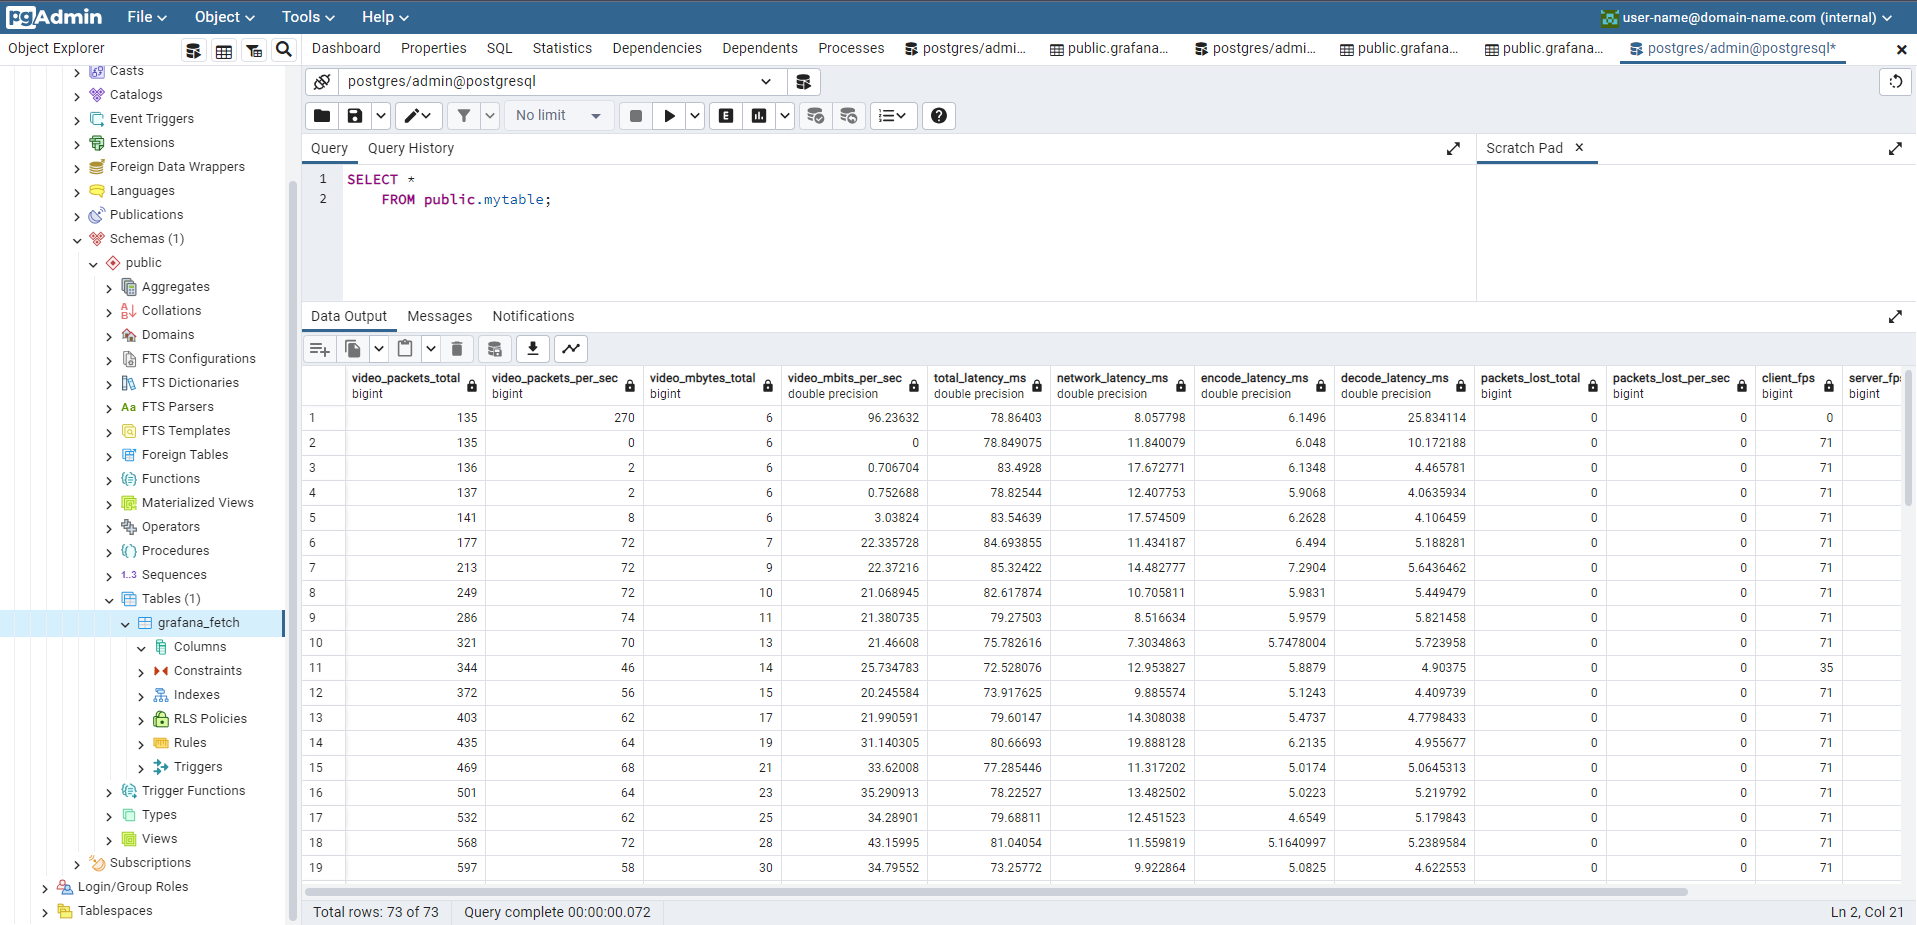 pgAdmin File Object Tools Help user-name@domain-name.com (internal)
Object Explorer
Dashboard Properties SQL Statistics Dependencies Dependents Processes postgres/admi... public.grafana... postgres/admi... public.grafana... public.grafana... postgres/admin@postgresql*
Casts
Catalogs
Event Triggers
Extensions
Foreign Data Wrappers
Languages
Publications
Schemas (1)
public
Aggregates
Collations
Domains
FTS Configurations
FTS Dictionaries
Aa FTS Parsers
FTS Templates
Foreign Tables
Functions
Materialized Views
Operators
Procedures
1..3 Sequences
Tables (1)
grafana_fetch
Columns
Constraints
Indexes
RLS Policies
Rules
Triggers
Trigger Functions
Types
Views
Subscriptions
Login/Group Roles
Tablespaces
postgres/admin@postgresql
No limit E
Query Query History
Scratch Pad
1 SELECT *
2 FROM public.mytable;
Data Output Messages Notifications
video_packets_total video_packets_per_sec video_mbytes_total video_mbits_per_sec total_latency_ms network_latency_ms encode_latency_ms decode_latency_ms packets_lost_total packets_lost_per_sec client_fps server_fp
bigint bigint bigint double precision double precision double precision double precision double precision bigint bigint bigint bigint
1 135 270 6 96.23632 78.86403 8.057798 6.1496 25.834114 0 0 0
2 135 0 6 0 78.849075 11.840079 6.048 10.172188 0 0 71
3 136 2 6 0.706704 83.4928 17.672771 6.1348 4.465781 0 0 71
4 137 2 6 0.752688 78.82544 12.407753 5.9068 4.0635934 0 0 71
5 141 8 6 3.03824 83.54639 17.574509 6.2628 4.106459 0 0 71
6 177 72 7 22.335728 84.693855 11.434187 6.494 5.188281 0 0 71
7 213 72 9 22.37216 85.32422 14.482777 7.2904 5.6436462 0 0 71
8 249 72 10 21.068945 82.617874 10.705811 5.9831 5.449479 0 0 71
9 286 74 11 21.380735 79.27503 8.516634 5.9579 5.821458 0 0 71
10 321 70 13 21.46608 75.782616 7.3034863 5.7478004 5.723958 0 0 71
11 344 46 14 25.734783 72.528076 12.953827 5.8879 4.90375 0 0 35
12 372 56 15 20.245584 73.917625 9.885574 5.1243 4.409739 0 0 71
13 403 62 17 21.990591 79.60147 14.308038 5.4737 4.7798433 0 0 71
14 435 64 19 31.140305 80.66693 19.888128 6.2135 4.955677 0 0 71
15 469 68 21 33.62008 77.285446 11.317202 5.0174 5.0645313 0 0 71
16 501 64 23 35.290913 78.22527 13.482502 5.0223 5.219792 0 0 71
17 532 62 25 34.28901 79.68811 12.451523 4.6549 5.179843 0 0 71
18 568 72 28 43.15995 81.04054 11.559819 5.1640997 5.2389584 0 0 71
19 597 58 30 34.79552 73.25772 9.922864 5.0825 4.622553 0 0 71
Total rows: 73 of 73 Query complete 00:00:00.072 Ln 2, Col 21